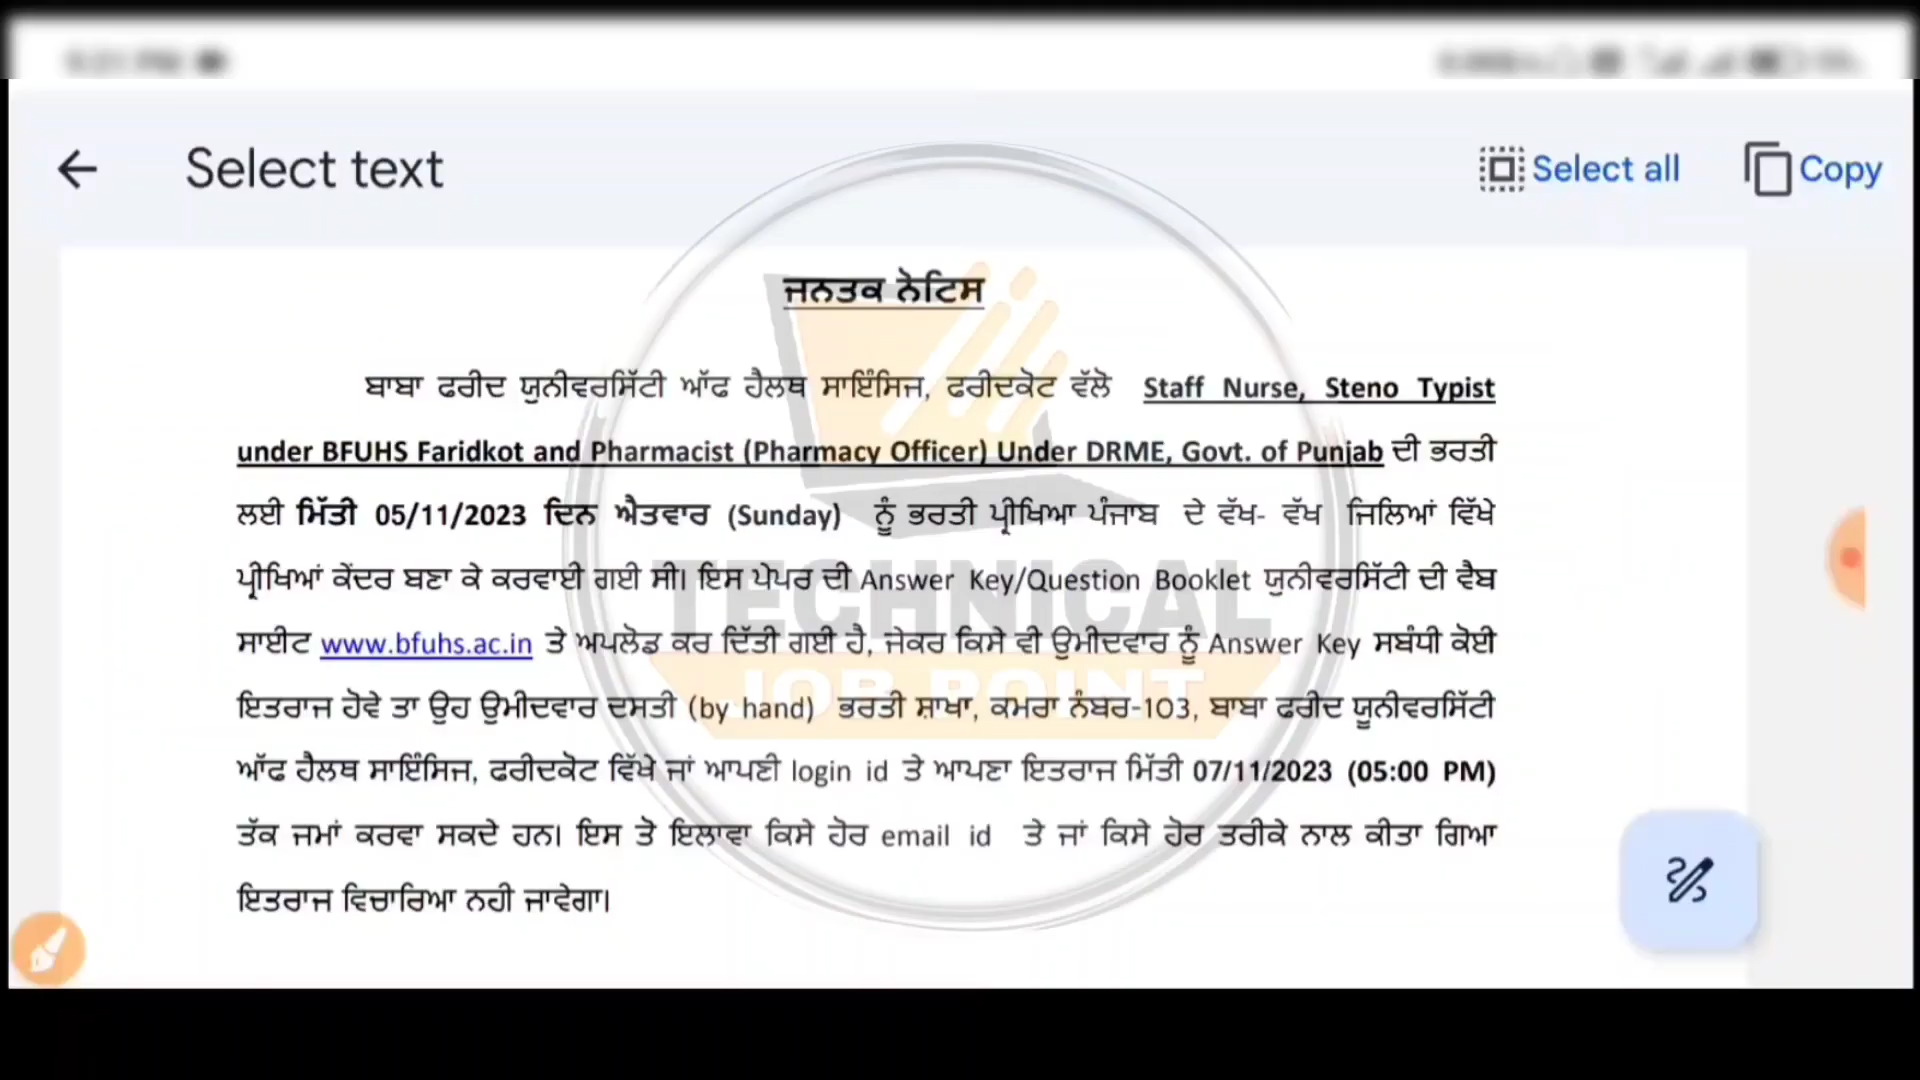 Select text
Select all
Copy
ਜਨਤਕ ਨੋਟਿਸ
ਬਾਬਾ ਫਰੀਦ ਯੂਨੀਵਰਸਿੱਟੀ ਆੱਫ ਹੈਲਥ ਸਾਇੰਸਿਜ, ਫਰੀਦਕੋਟ ਵੱਲੋ Staff Nurse, Steno Typist
under BFUHS Faridkot and Pharmacist (Pharmacy Officer) Under DRME, Govt. of Punjab ਦੀ ਭਰਤੀ
ਲਈ ਮਿੱਤੀ 05/11/2023 ਦਿਨ ਐਤਵਾਰ (Sunday) ਨੂੰ ਭਰਤੀ ਪ੍ਰੀਖਿਆ ਪੰਜਾਬ ਦੇ ਵੱਖ- ਵੱਖ ਜਿਲਿਆਂ ਵਿੱਖੇ
ਪ੍ਰੀਖਿਆਂ ਕੇਂਦਰ ਬਣਾ ਕੇ ਕਰਵਾਈ ਗਈ ਸੀ। ਇਸ ਪੇਪਰ ਦੀ Answer Key/Question Booklet ਯੂਨੀਵਰਸਿੱਟੀ ਦੀ ਵੈਬ
ਸਾਈਟ www.bfuhs.ac.in ਤੇ ਅਪਲੋਡ ਕਰ ਦਿੱਤੀ ਗਈ ਹੈ, ਜੇਕਰ ਕਿਸੇ ਵੀ ਉਮੀਦਵਾਰ ਨੂੰ Answer Key ਸਬੰਧੀ ਕੋਈ
ਇਤਰਾਜ ਹੋਵੇ ਤਾ ਉਹ ਉਮੀਦਵਾਰ ਦਸਤੀ (by hand) ਭਰਤੀ ਸ਼ਾਖਾ, ਕਮਰਾ ਨੰਬਰ-103, ਬਾਬਾ ਫਰੀਦ ਯੂਨੀਵਰਸਿੱਟੀ
ਆੱਫ ਹੈਲਥ ਸਾਇੰਸਿਜ, ਫਰੀਦਕੋਟ ਵਿੱਖੇ ਜਾਂ ਆਪਣੀ login id ਤੇ ਆਪਣਾ ਇਤਰਾਜ ਮਿੱਤੀ 07/11/2023 (05:00 PM)
ਤੱਕ ਜਮਾਂ ਕਰਵਾ ਸਕਦੇ ਹਨ। ਇਸ ਤੋ ਇਲਾਵਾ ਕਿਸੇ ਹੋਰ email id ਤੇ ਜਾਂ ਕਿਸੇ ਹੋਰ ਤਰੀਕੇ ਨਾਲ ਕੀਤਾ ਗਿਆ
ਇਤਰਾਜ ਵਿਚਾਰਿਆ ਨਹੀ ਜਾਵੇਗਾ।
TECHNICAL
JOB POINT